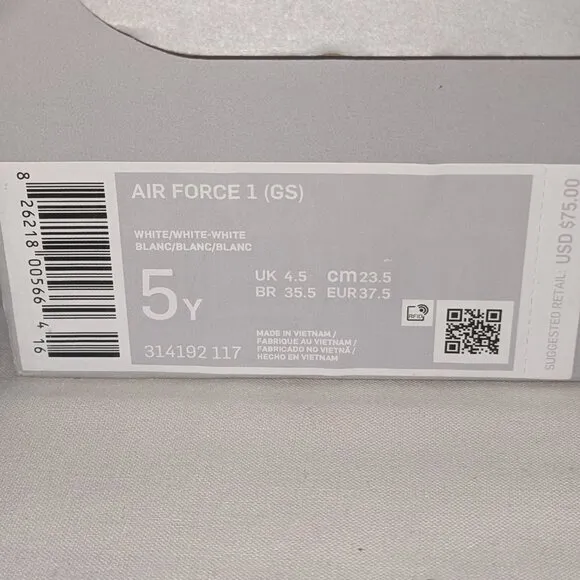 AIR FORCE 1 (GS)
WHITE/WHITE-WHITE
BLANC/BLANC/BLANC
5Y
UK 4.5 cm 23.5
BR 35.5 EUR 37.5
314192 117
MADE IN VIETNAM /
FABRIQUE AU VIETNAM /
FABRICADO NO VIETNÃ /
HECHO EN VIETNAM
RFID
8 26218 00566 4 16
SUGGESTED RETAIL: USD $75.00